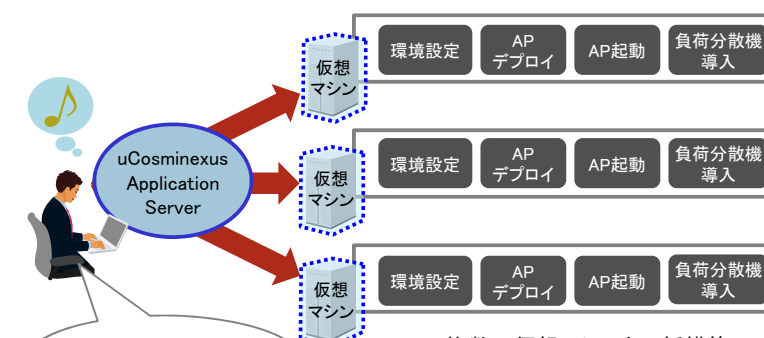 仮想
マシン
環境設定
AP
デプロイ
AP起動
負荷分散機
導入
uCosminexus
Application
Server
仮想
マシン
環境設定
AP
デプロイ
AP起動
負荷分散機
導入
仮想
マシン
環境設定
AP
デプロイ
AP起動
負荷分散機
導入